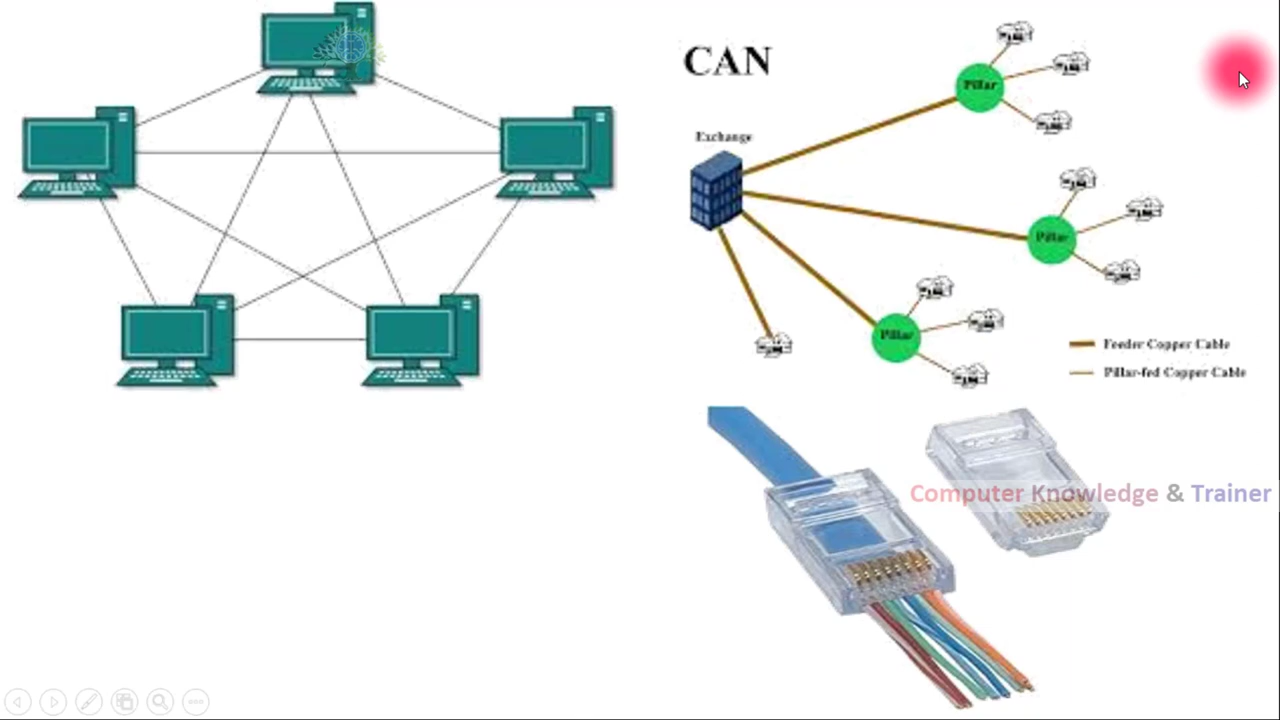 CAN
Exchange
Pillar
Pillar
Pillar
Feeder Copper Cable
Pillar-fed Copper Cable
Computer Knowledge & Trainer